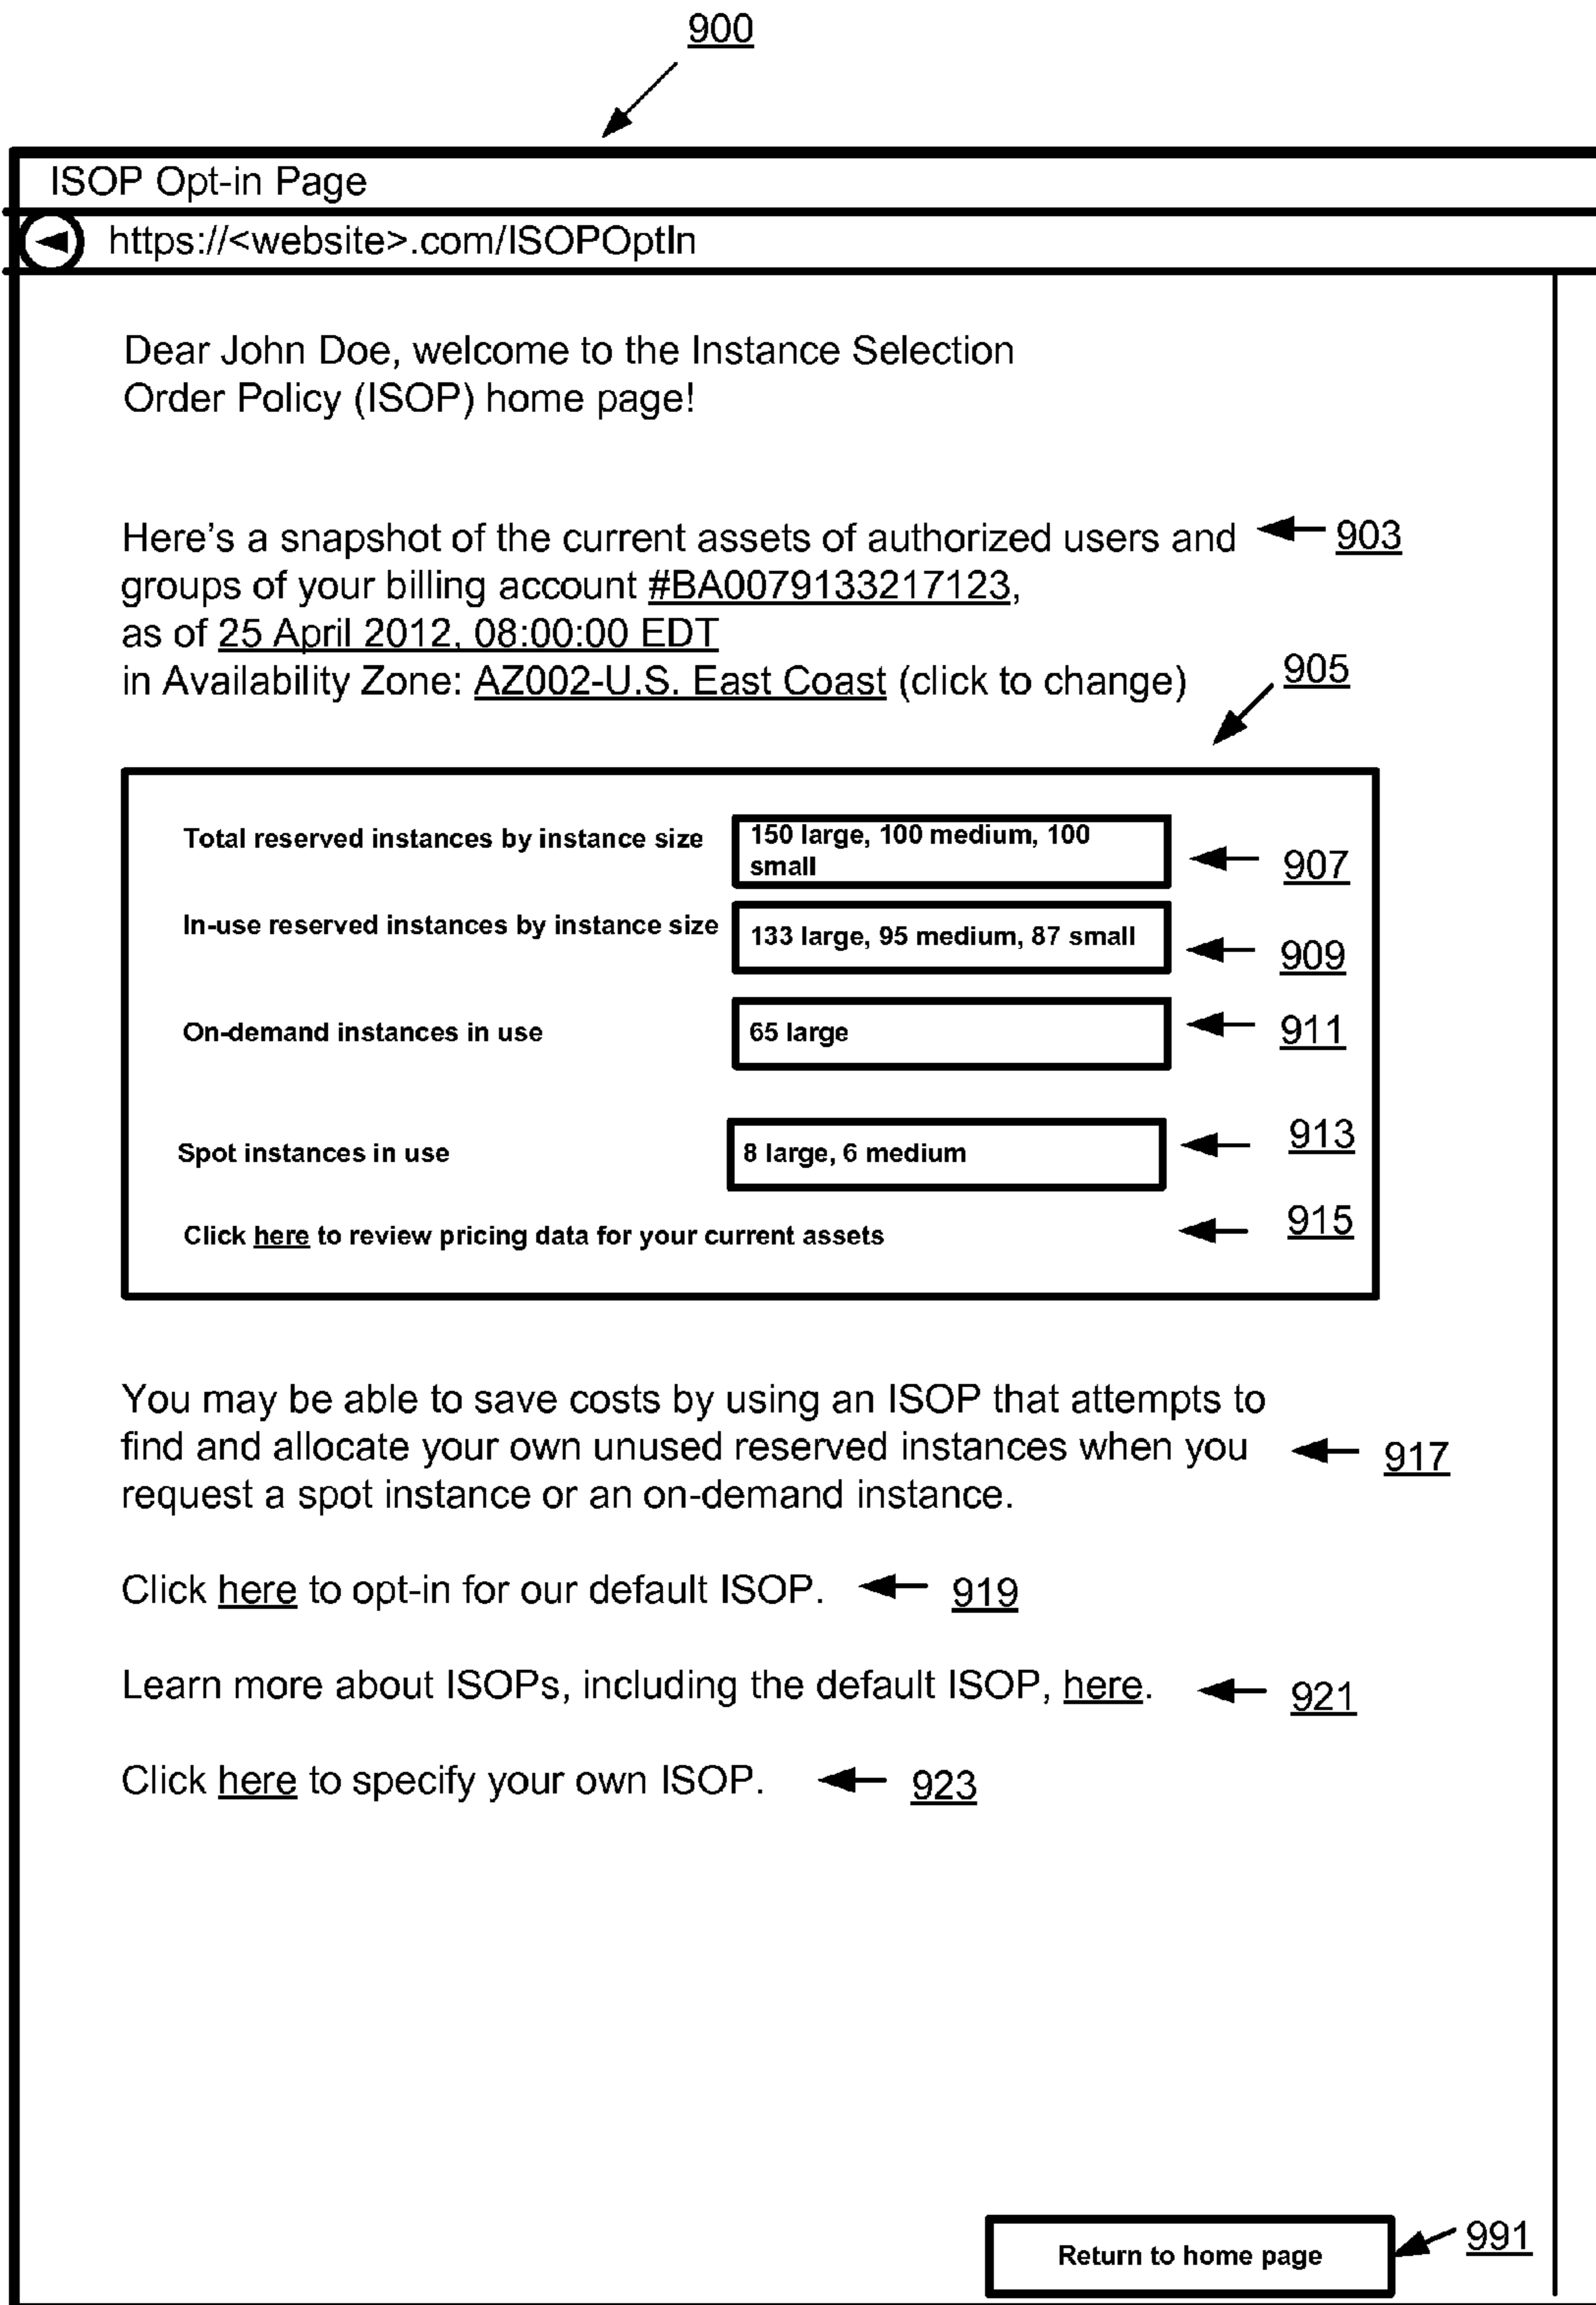 900
ISOP Opt-in Page
https://<website>.com/ISOPOptIn
Dear John Doe, welcome to the Instance Selection
Order Policy (ISOP) home page!
Here's a snapshot of the current assets of authorized users and 903
groups of your billing account #BA0079133217123,
as of 25 April 2012, 08:00:00 EDT
in Availability Zone: AZ002-U.S. East Coast (click to change)
905
Total reserved instances by instance size
150 large, 100 medium, 100
small
907
In-use reserved instances by instance size
133 large, 95 medium, 87 small
909
On-demand instances in use
65 large
911
Spot instances in use
8 large, 6 medium
913
Click here to review pricing data for your current assets
915
You may be able to save costs by using an ISOP that attempts to
find and allocate your own unused reserved instances when you 917
request a spot instance or an on-demand instance.
Click here to opt-in for our default ISOP. 919
Learn more about ISOPs, including the default ISOP, here. 921
Click here to specify your own ISOP. 923
Return to home page
991